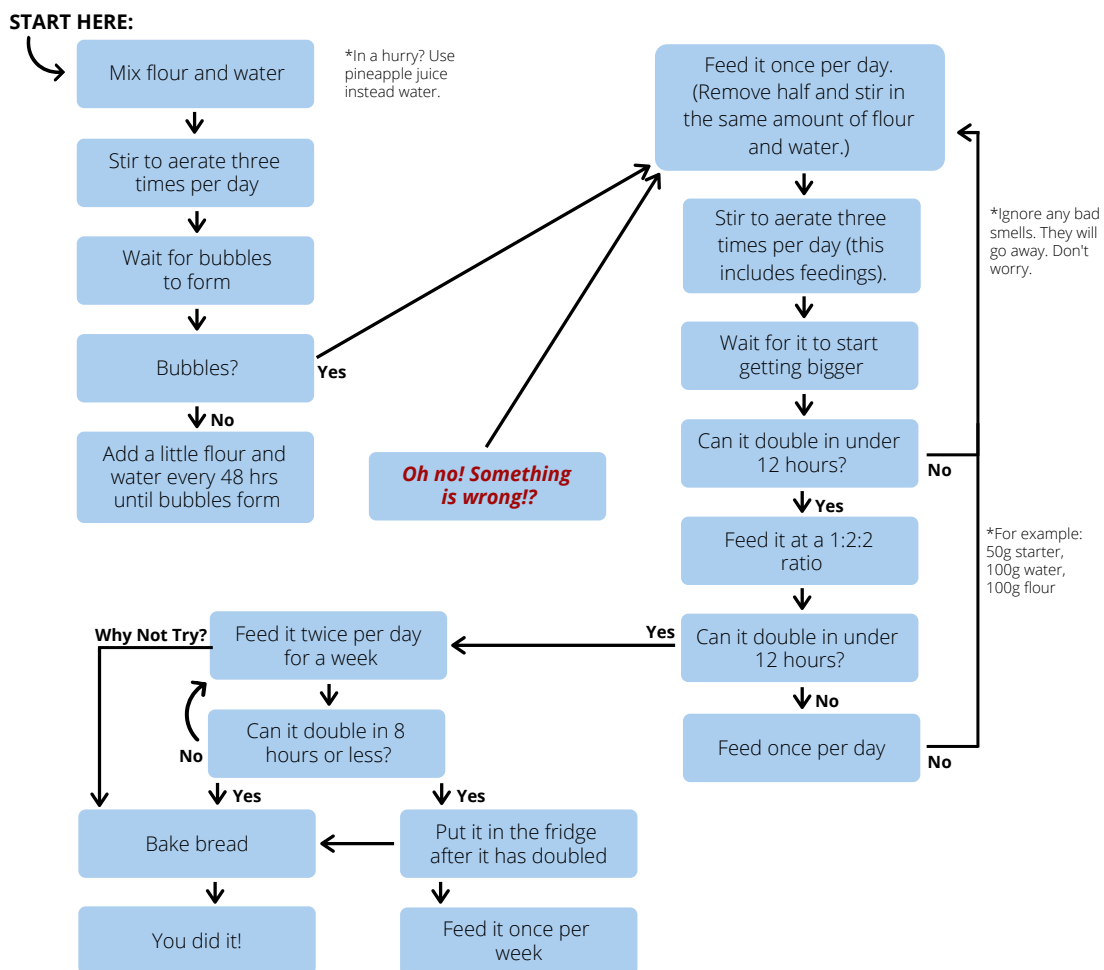 START HERE:
Mix flour and water
*In a hurry? Use
pineapple juice
instead water.
Stir to aerate three
times per day
Wait for bubbles
to form
Bubbles?
Yes
No
Add a little flour and
water every 48 hrs
until bubbles form
Oh no! Something
is wrong!?
Feed it once per day.
(Remove half and stir in
the same amount of flour
and water.)
Stir to aerate three
times per day (this
includes feedings).
*Ignore any bad
smells. They will
go away. Don't
worry.
Wait for it to start
getting bigger
Can it double in under
12 hours?
No
Yes
Feed it at a 1:2:2
ratio
*For example:
50g starter,
100g water,
100g flour
Can it double in under
12 hours?
Yes
No
Feed once per day
No
Why Not Try?
Feed it twice per day
for a week
Can it double in 8
hours or less?
No
Yes
Yes
Bake bread
Put it in the fridge
after it has doubled
You did it!
Feed it once per
week